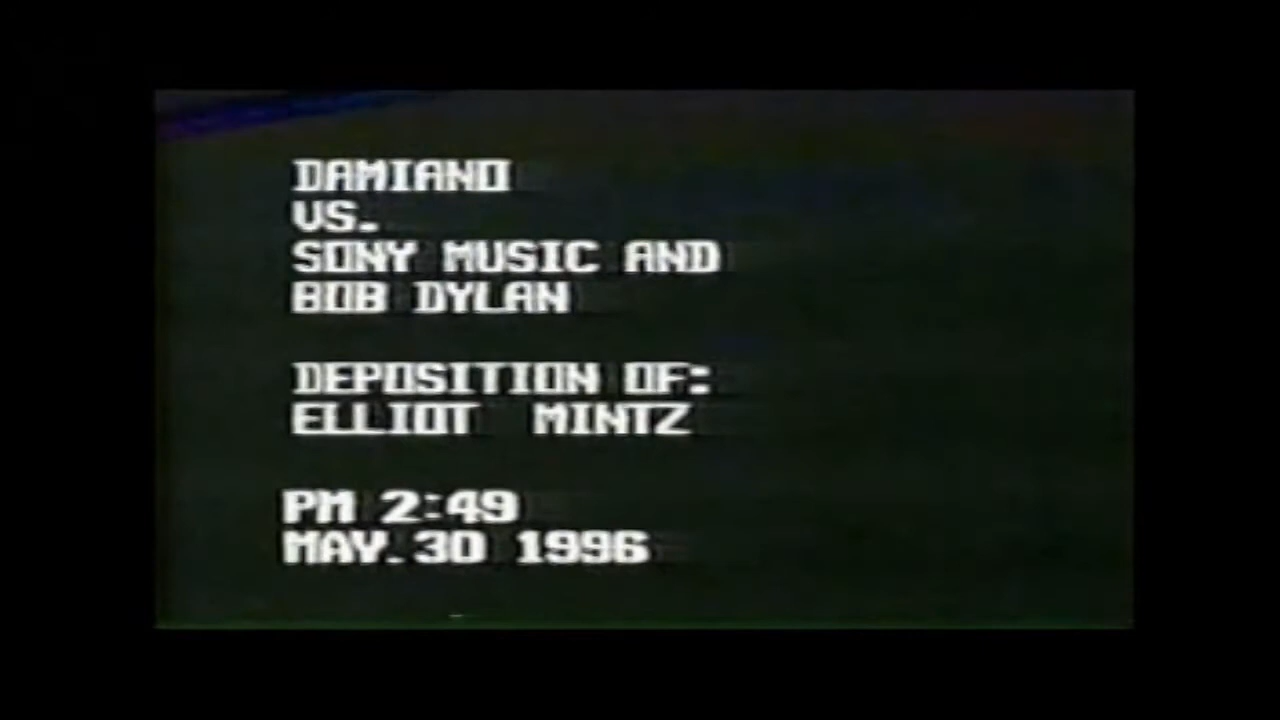 DAMIANO
VS.
SONY MUSIC AND
BOB DYLAN
DEPOSITION OF:
ELLIOT MINTZ
PM 2:49
MAY.30 1996